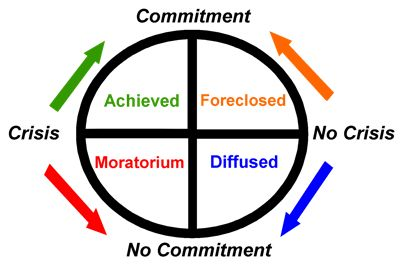 Commitment
Achieved Foreclosed
Crisis No Crisis
Moratorium Diffused
No Commitment